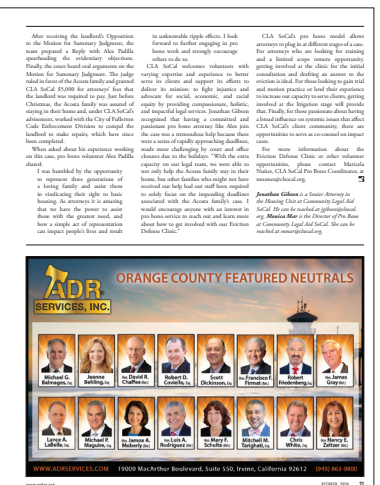 After receiving the landlord's Opposition
to the Motion for Summary Judgment, the
team prepared a Reply with Alex Padilla
spearheading the evidentiary objections.
Finally, the court heard oral arguments on the
Motion for Summary Judgment. The judge
ruled in favor of the Acosta family and granted
CLA SoCal $5,000 for attorneys' fees that
the landlord was required to pay. Just before
Christmas, the Acosta family was assured of
staying in their home and, under CLA SoCal's
advisement, worked with the City of Fullerton
Code Enforcement Division to compel the
landlord to make repairs, which have since
been completed.
When asked about his experience working
on this case, pro bono volunteer Alex Padilla
shared:
I was humbled by the opportunity
to represent three generations of
a loving family and assist them
in vindicating their right to basic
housing. As attorneys it is amazing
that we have the power to assist
those with the greatest need, and
how a simple act of representation
can impact people's lives and result
in unknowable ripple effects. I look
forward to further engaging in pro
bono work and strongly encourage
others to do so.
CLA SoCal welcomes volunteers with
varying expertise and experience to better
serve its clients and support its efforts to
deliver its mission: to fight injustice and
advocate for social, economic, and racial
equity by providing compassionate, holistic,
and impactful legal services. Jonathan Gibson
recognized that having a committed and
passionate pro bono attorney like Alex join
the case was a tremendous help because there
were a series of rapidly approaching deadlines,
made more challenging by court and office
closures due to the holidays. "With the extra
capacity on our legal team, we were able to
not only help the Acosta family stay in their
home, but other families who might not have
received our help had our staff been required
to solely focus on the impending deadlines
associated with the Acosta family's case. I
would encourage anyone with an interest in
pro bono service to reach out and learn more
about how to get involved with our Eviction
Defense Clinic."
CLA SoCal's pro bono model allows
attorneys to plug in at different stages of a case.
For attorneys who are looking for training
and a limited scope remote opportunity,
getting involved at the clinic for the initial
consultation and drafting an answer to the
eviction is ideal. For those looking to gain trial
and motion practice or lend their experience
to increase our capacity to serve clients, getting
involved at the litigation stage will provide
that. Finally, for those passionate about having
a broad influence on systemic issues that affect
CLA SoCal's client community, there are
opportunities to serve as co-counsel on impact
cases.
For more information about the
Eviction Defense Clinic or other volunteer
opportunities, please contact Maricela
Nuñez, CLA SoCal Pro Bono Coordinator, at
Jonathan Gibson is a Senior Attorney in
the Housing Unit at Community Legal Aid
SoCal. He can be reached at
Monica Mar is the Director of Pro Bono
at Community Legal Aid SoCal. She can be
reached at
ADR
SERVICES, INC.
ORANGE COUNTY FEATURED NEUTRALS
Michael G. Balmages, Esq.
Jeanne Behling, Esq.
Hon. David R. Chaffee (Ret.)
Robert D. Coviello, Esq.
Scott Dickinson, Esq.
Hon. Francisco F. Firmat (Ret.)
Robert Friedenberg, Esq.
Hon. James Gray (Ret.)
Lance A. LaBelle, Esq.
Michael P. Maguire, Esq.
Hon. Jamoa A. Moberly (Ret.)
Hon. Luis A. Rodriguez (Ret.)
Hon. Mary F. Schulte (Ret.)
Mitchell M. Tarighati, Esq.
Chris White, Esq.
Hon. Nancy E. Zeltzer (Ret.)
WWW.ADRSERVICES.COM 19000 MacArthur Boulevard, Suite 550, Irvine, California 92612 (949) 863-9800